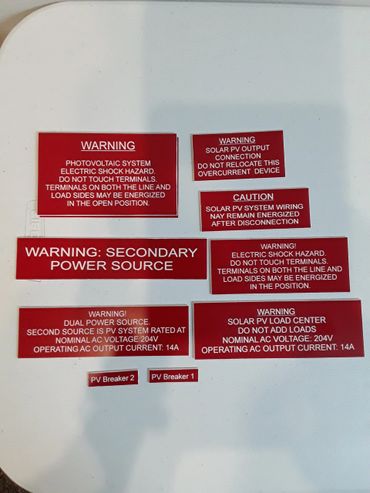 WARNING
PHOTOVOLTAIC SYSTEM
ELECTRIC SHOCK HAZARD.
DO NOT TOUCH TERMINALS.
TERMINALS ON BOTH THE LINE AND
LOAD SIDES MAY BE ENERGIZED
IN THE OPEN POSITION.
WARNING
SOLAR PV OUTPUT
CONNECTION
DO NOT RELOCATE THIS
OVERCURRENT DEVICE
CAUTION
SOLAR PV SYSTEM WIRING
NAY REMAIN ENERGIZED
AFTER DISCONNECTION
WARNING: SECONDARY
POWER SOURCE
WARNING!
ELECTRIC SHOCK HAZARD.
DO NOT TOUCH TERMINALS.
TERMINALS ON BOTH THE LINE AND
LOAD SIDES MAY BE ENERGIZED
IN THE POSITION.
WARNING!
DUAL POWER SOURCE
SECOND SOURCE IS PV SYSTEM RATED AT
NOMINAL AC VOLTAGE 204V
OPERATING AC OUTPUT CURRENT: 14A
WARNING
SOLAR PV LOAD CENTER
DO NOT ADD LOADS
NOMINAL AC VOLTAGE: 204V
OPERATING AC OUTPUT CURRENT: 14A
PV Breaker 2
PV Breaker 1